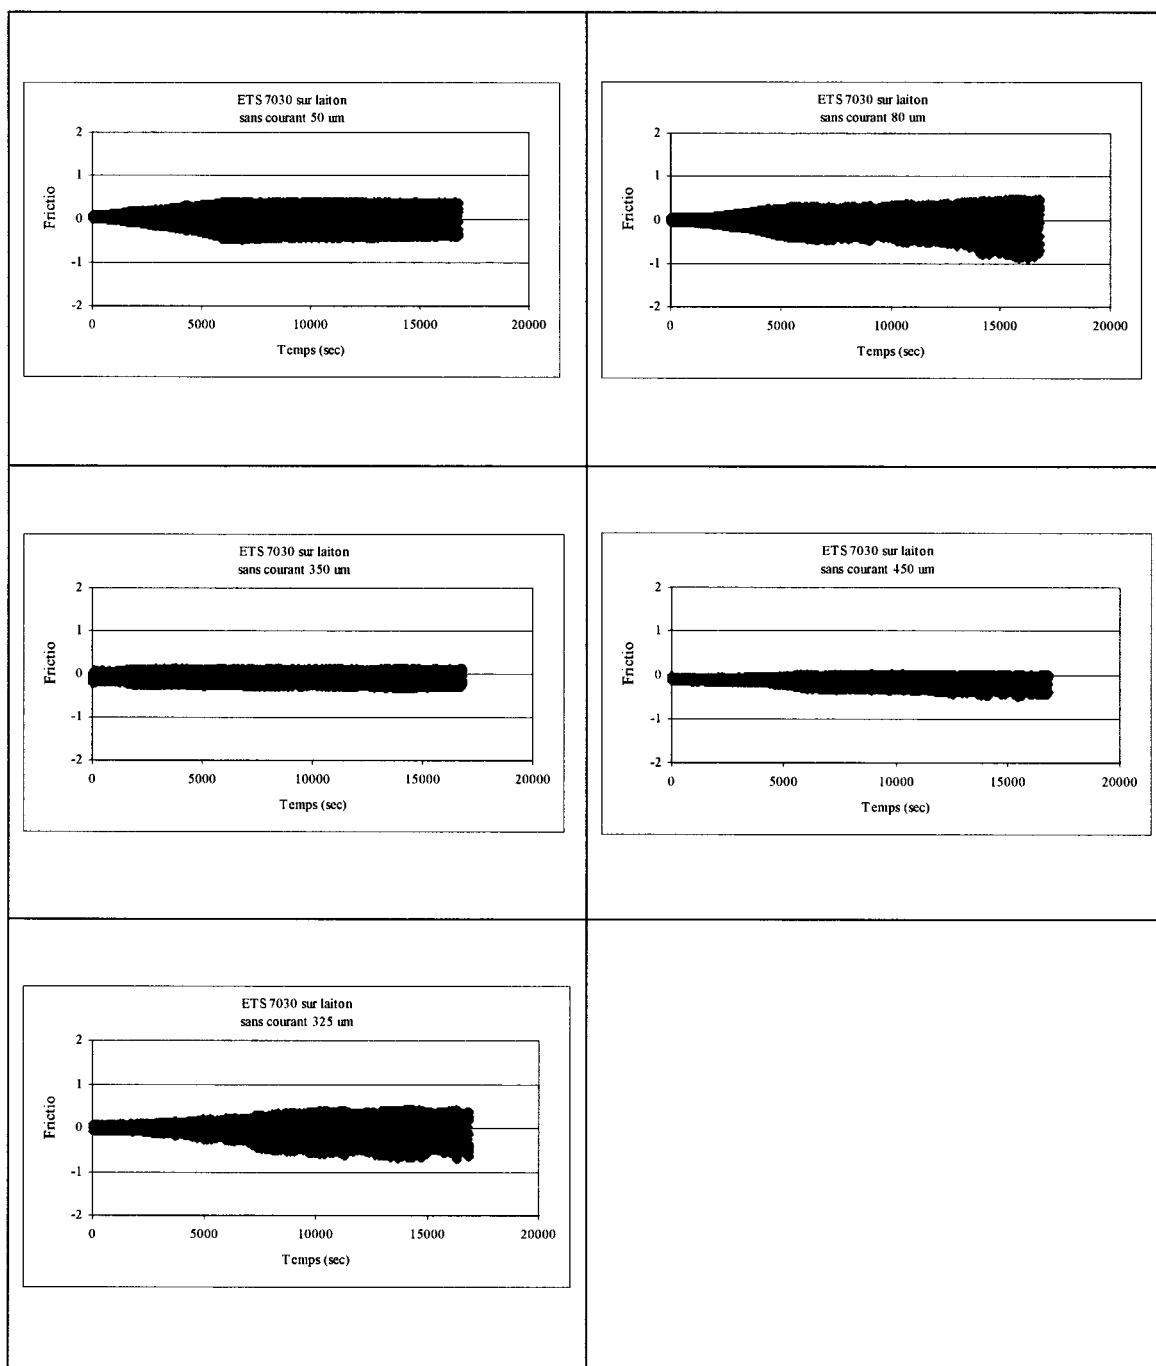 ETS 7030 sur laiton
sans courant 50 um
2
1
0
-1
-2
Frictio
0 5000 10000 15000 20000
Temps (sec)
ETS 7030 sur laiton
sans courant 80 um
2
1
0
-1
-2
Frictio
0 5000 10000 15000 20000
Temps (sec)
ETS 7030 sur laiton
sans courant 350 um
2
1
0
-1
-2
Frictio
0 5000 10000 15000 20000
Temps (sec)
ETS 7030 sur laiton
sans courant 450 um
2
1
0
-1
-2
Frictio
0 5000 10000 15000 20000
Temps (sec)
ETS 7030 sur laiton
sans courant 325 um
2
1
0
-1
-2
Frictio
0 5000 10000 15000 20000
Temps (sec)